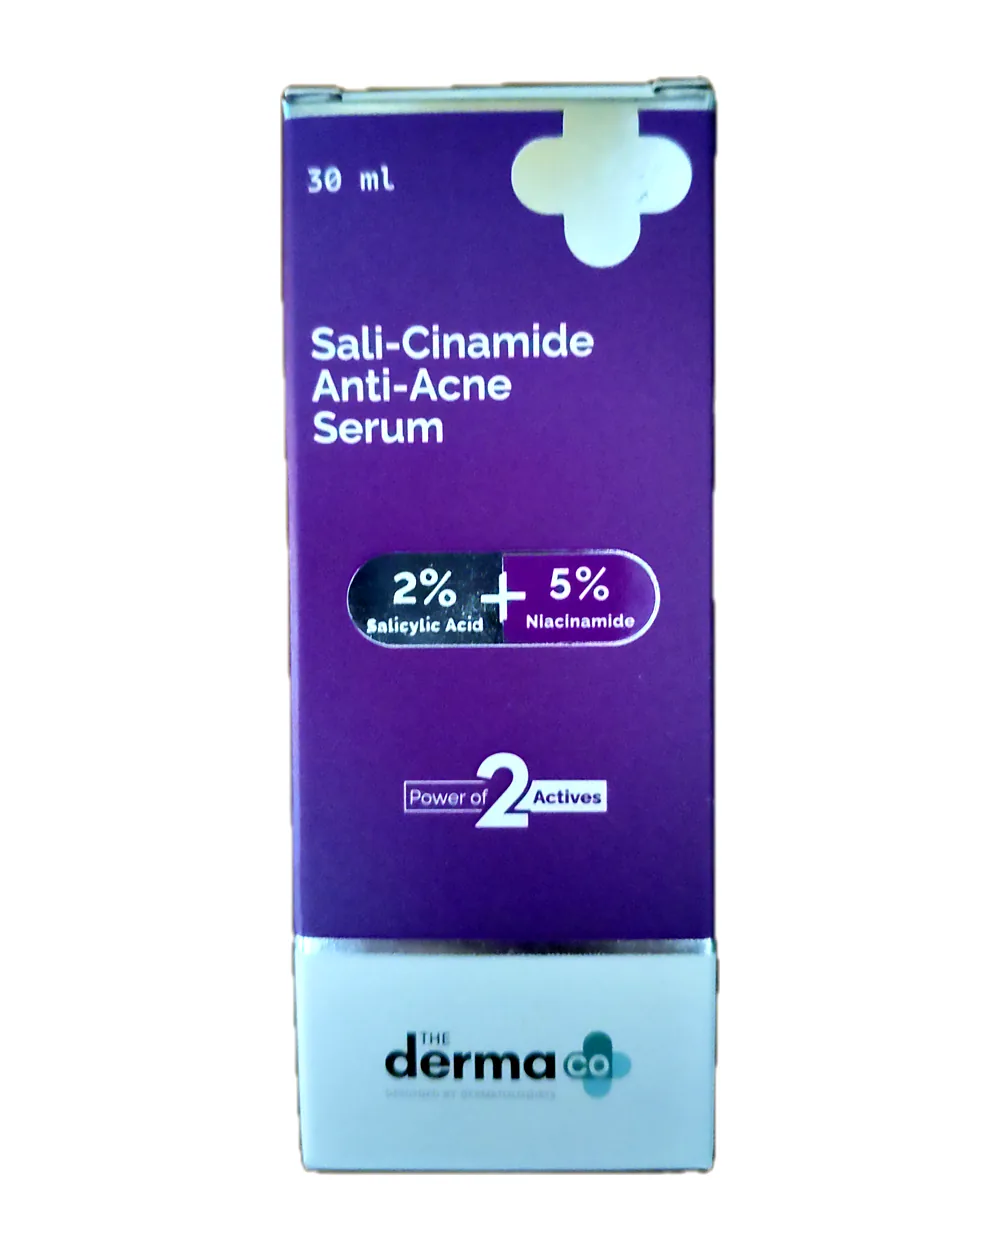 30 ml
Sali-Cinamide
Anti-Acne
Serum
2% + 5%
Salicylic Acid Niacinamide
Power of 2 Actives
THE
derma co